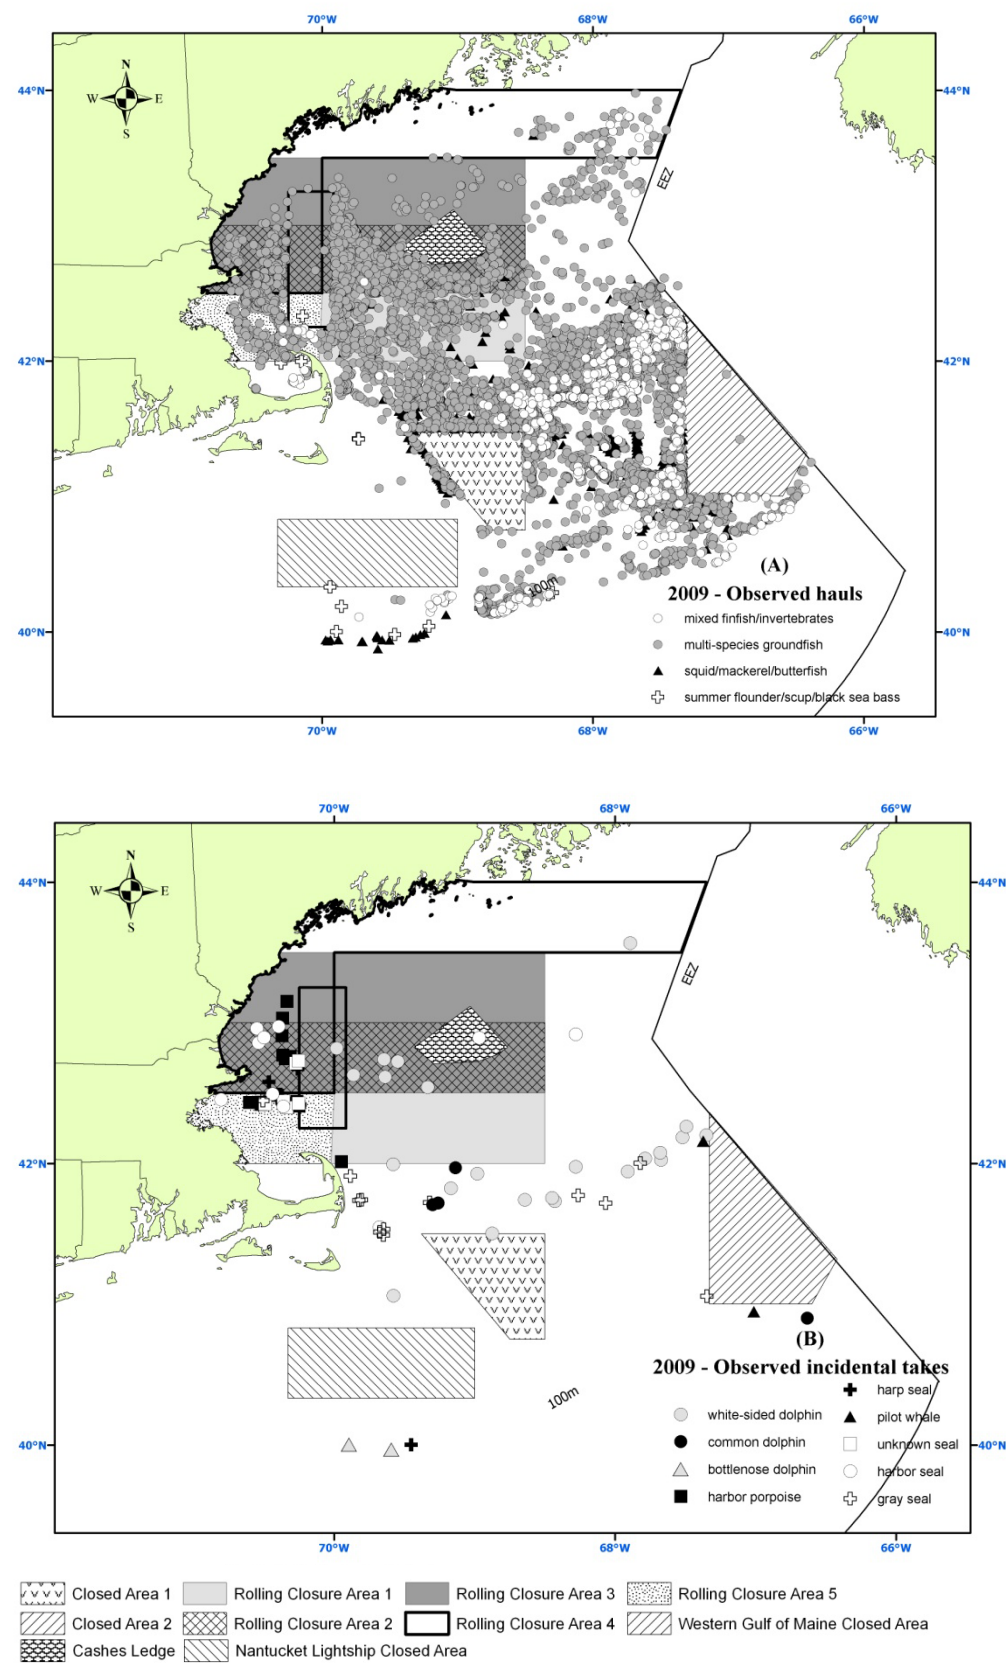 70°W 68°W 66°W
44°N 44°N
N
W E
S
EEZ
42°N 42°N
100m
(A)
2009 - Observed hauls
mixed finfish/invertebrates
multi-species groundfish
squid/mackerel/butterfish
summer flounder/scup/black sea bass
40°N 40°N
70°W 68°W 66°W
70°W 68°W 66°W
44°N 44°N
N
W E
S
EEZ
42°N 42°N
100m
(B)
2009 - Observed incidental takes
harp seal
white-sided dolphin pilot whale
common dolphin unknown seal
bottlenose dolphin harbor seal
harbor porpoise gray seal
40°N 40°N
70°W 68°W 66°W
Closed Area 1 Rolling Closure Area 1 Rolling Closure Area 3 Rolling Closure Area 5
Closed Area 2 Rolling Closure Area 2 Rolling Closure Area 4 Western Gulf of Maine Closed Area
Cashes Ledge Nantucket Lightship Closed Area